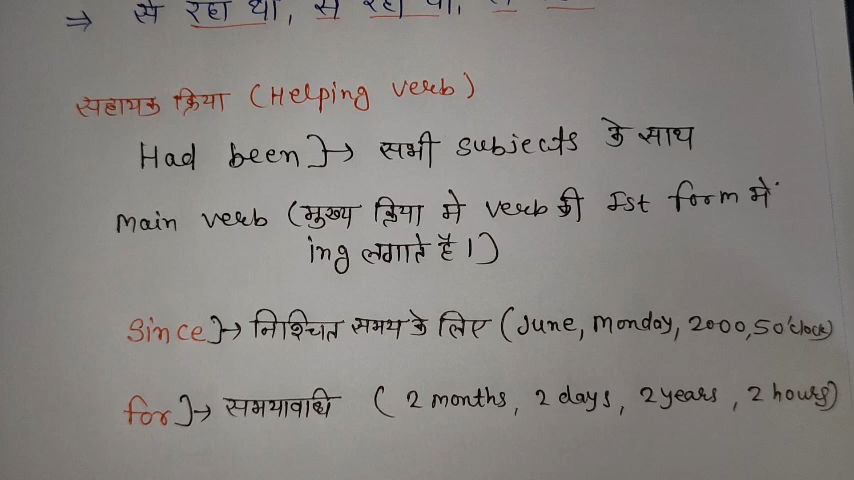 ⇒ से रहा था, से रहा था,
सहायक क्रिया (Helping verb)
Had been }→ सभी subjects के साथ
main verb (मुख्य क्रिया मे verb की Ist form में
ing लगाते है।)
Since }→ निश्चित समय के लिए (June, monday, 2000, 5 o'clock)
for }→ समयावधि ( 2 months, 2 days, 2 years, 2 hours)